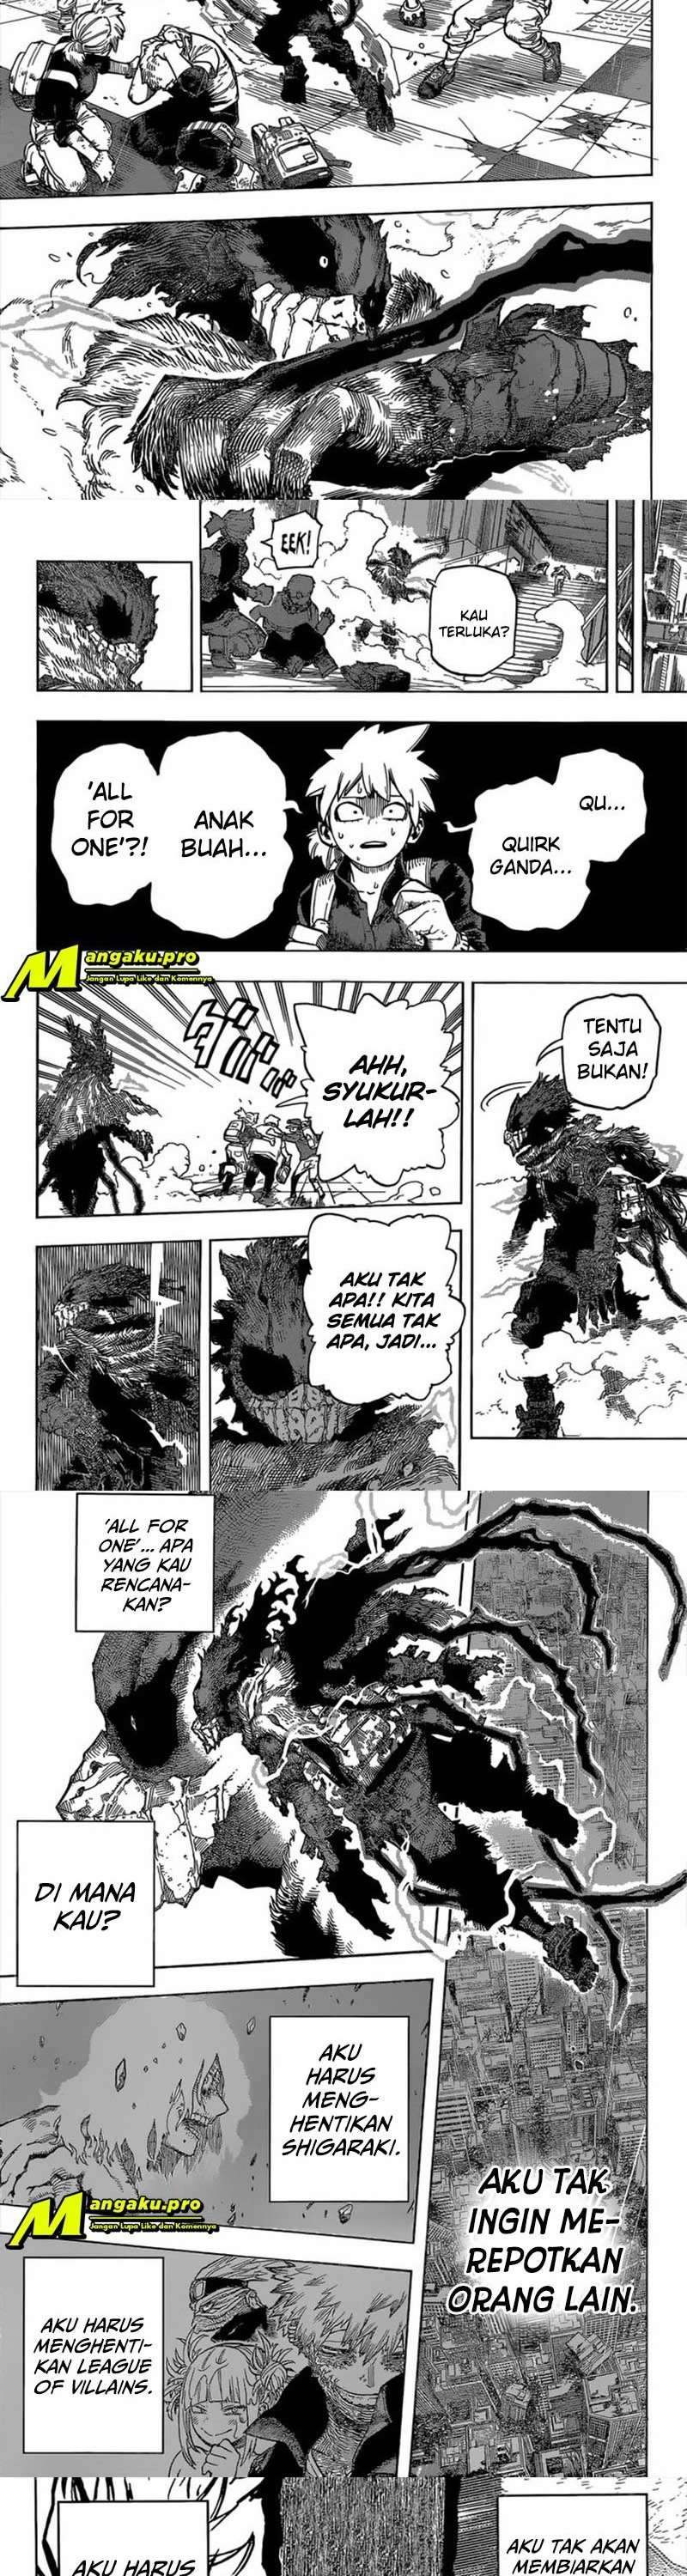 EEK!
KAU
TERLUKA?
QU...
QUIRK
GANDA...
ANAK
BUAH...
'ALL
FOR
ONE'?!
Mangaku.pro
Jangan Lupa Like dan Komennya
TENTU
SAJA
BUKAN!
AHH,
SYUKUR-
LAH!!
AKU TAK
APA!! KITA
SEMUA TAK
APA, JADI...
'ALL FOR
ONE'... APA
YANG KAU
RENCANA-
KAN?
DI MANA
KAU?
AKU
HARUS
MENG-
HENTIKAN
SHIGARAKI.
Mangaku.pro
Jangan Lupa Like dan Komennya
AKU TAK
INGIN ME-
REPOTKAN
ORANG LAIN.
AKU HARUS
MENGHENTI-
KAN LEAGUE
OF VILLAINS.
AKU TAK AKAN
MEMBIARKAN
AKU HARUS